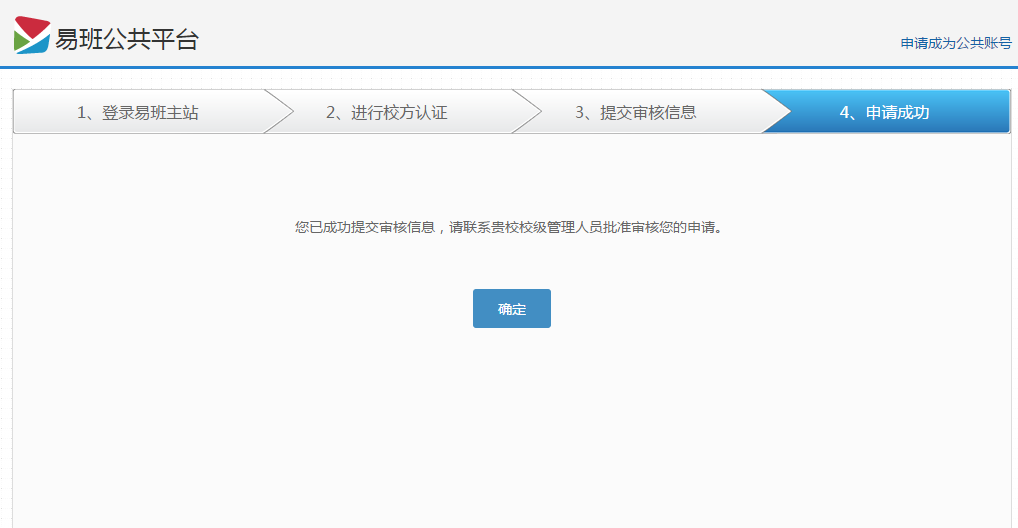 易班公共平台
申请成为公共账号
1、登录易班主站
2、进行校方认证
3、提交审核信息
4、申请成功
您已成功提交审核信息，请联系贵校校级管理人员批准审核您的申请。
确定